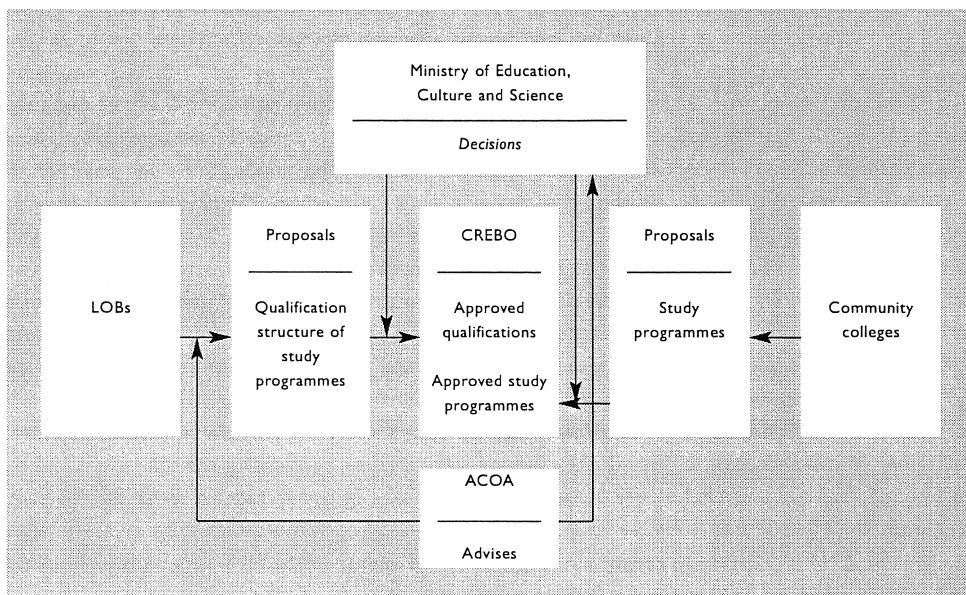 Ministry of Education,
Culture and Science
Decisions
LOBs
Proposals
Qualification
structure of
study
programmes
CREBO
Approved
qualifications
Approved study
programmes
Proposals
Study
programmes
Community
colleges
ACOA
Advises